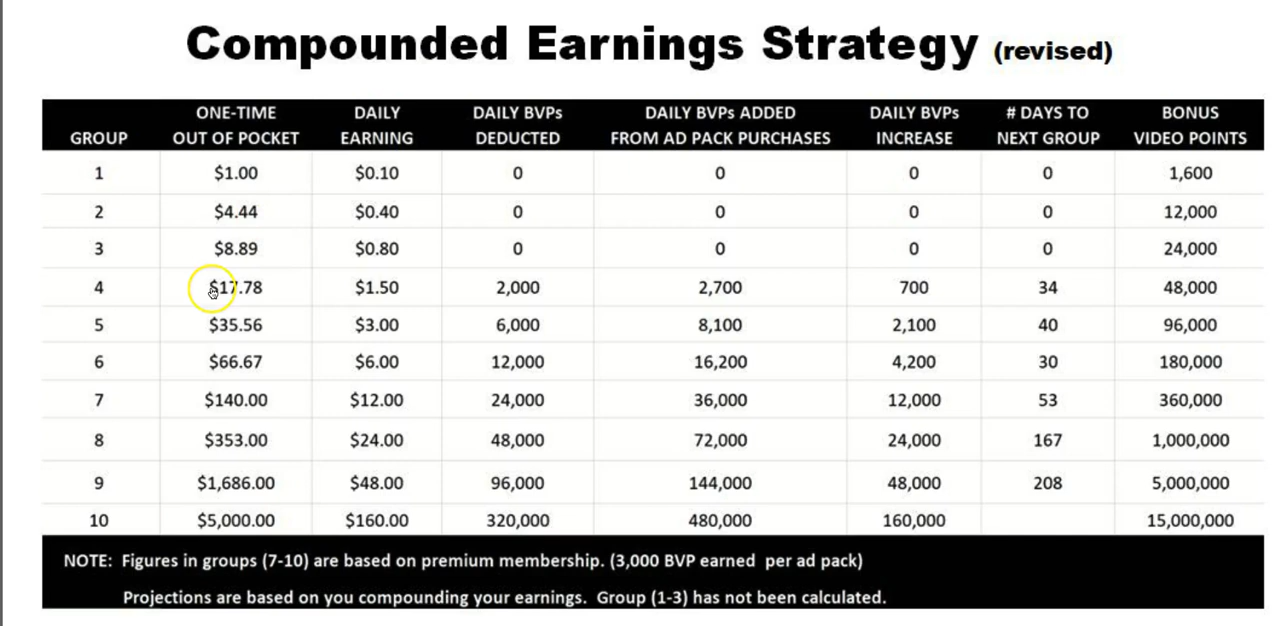 Compounded Earnings Strategy (revised)
GROUP ONE-TIME OUT OF POCKET DAILY EARNING DAILY BVPs DEDUCTED DAILY BVPs ADDED FROM AD PACK PURCHASES DAILY BVPs INCREASE # DAYS TO NEXT GROUP BONUS VIDEO POINTS
1 $1.00 $0.10 0 0 0 0 1,600
2 $4.44 $0.40 0 0 0 0 12,000
3 $8.89 $0.80 0 0 0 0 24,000
4 $17.78 $1.50 2,000 2,700 700 34 48,000
5 $35.56 $3.00 6,000 8,100 2,100 40 96,000
6 $66.67 $6.00 12,000 16,200 4,200 30 180,000
7 $140.00 $12.00 24,000 36,000 12,000 53 360,000
8 $353.00 $24.00 48,000 72,000 24,000 167 1,000,000
9 $1,686.00 $48.00 96,000 144,000 48,000 208 5,000,000
10 $5,000.00 $160.00 320,000 480,000 160,000 15,000,000
NOTE: Figures in groups (7-10) are based on premium membership. (3,000 BVP earned per ad pack)
Projections are based on you compounding your earnings. Group (1-3) has not been calculated.